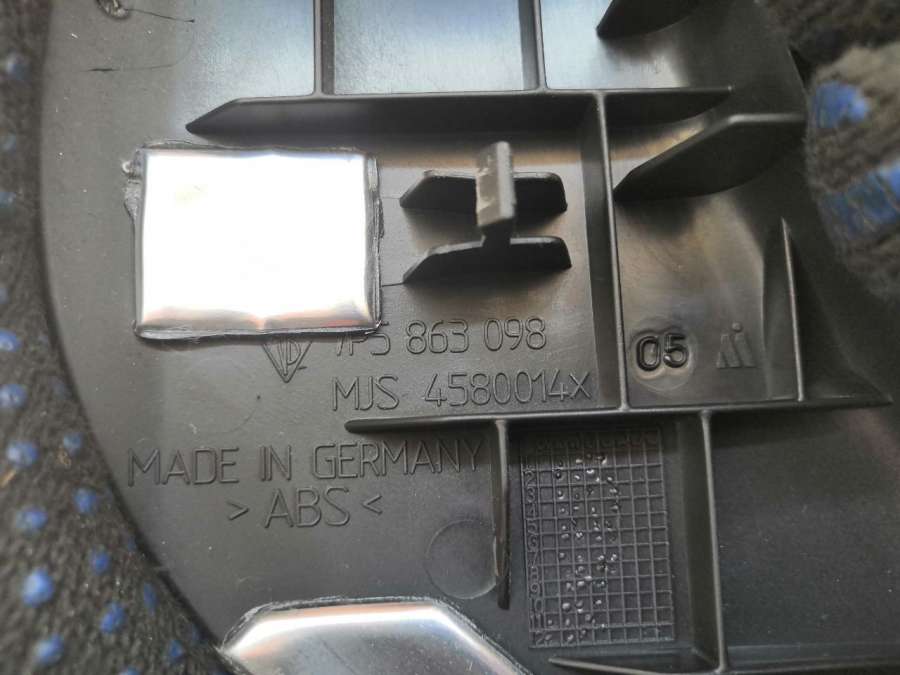 7P5 863 098
05
MJS 4580014X
MADE IN GERMANY
> ABS <